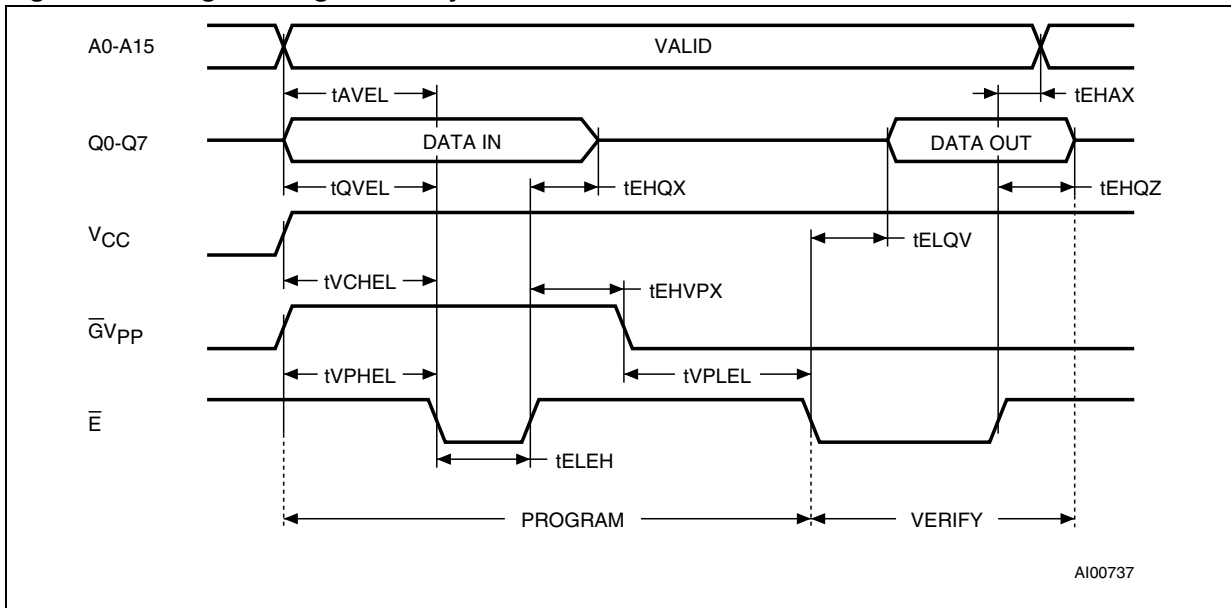 A0-A15
VALID
tAVEL
tEHAX
Q0-Q7
DATA IN
DATA OUT
tQVEL
tEHQX
tEHQZ
VCC
tELQV
tVCHEL
tEHVPX
G̅VPP
tVPHEL
tVPLEL
E̅
tELEH
PROGRAM
VERIFY
AI00737